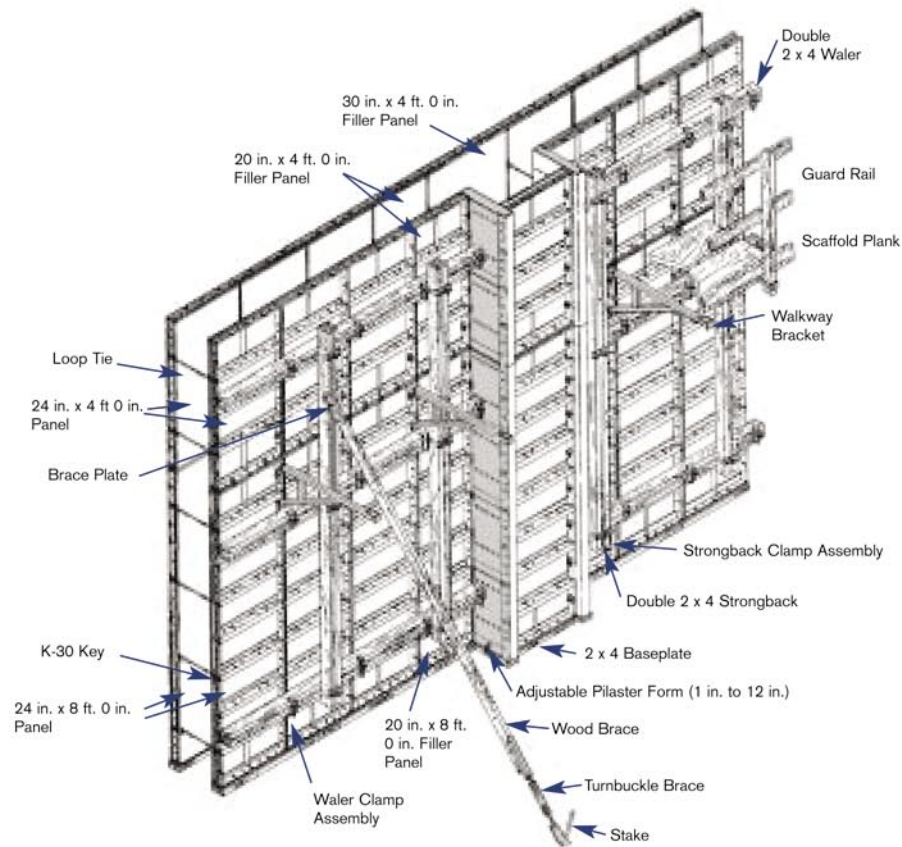 Double
2 x 4 Waler
30 in. x 4 ft. 0 in.
Filler Panel
20 in. x 4 ft. 0 in.
Filler Panel
Guard Rail
Scaffold Plank
Walkway
Bracket
Loop Tie
24 in. x 4 ft 0 in.
Panel
Brace Plate
Strongback Clamp Assembly
Double 2 x 4 Strongback
K-30 Key
2 x 4 Baseplate
24 in. x 8 ft. 0 in.
Panel
Adjustable Pilaster Form (1 in. to 12 in.)
20 in. x 8 ft.
0 in. Filler
Panel
Wood Brace
Waler Clamp
Assembly
Turnbuckle Brace
Stake